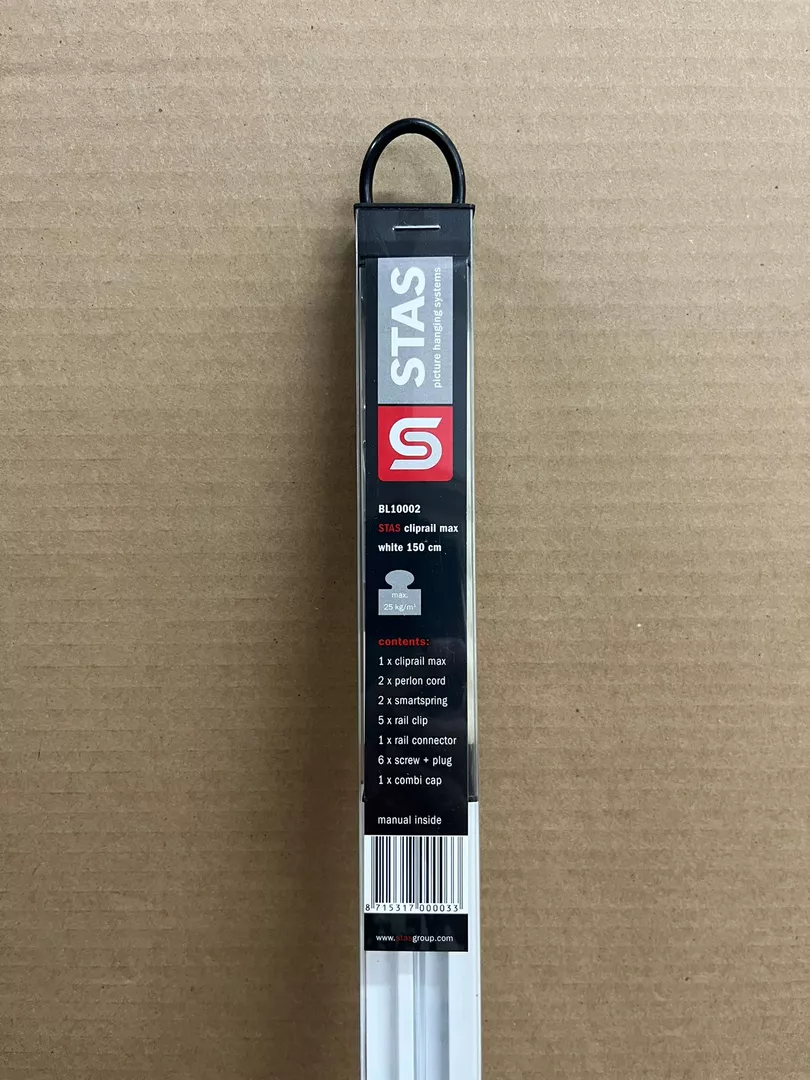 STAS
picture hanging systems
BL10002
STAS cliprail max
white 150 cm
max.
25 kg/m¹
contents:
1 x cliprail max
2 x perlon cord
2 x smartspring
5 x rail clip
1 x rail connector
6 x screw + plug
1 x combi cap
manual inside
8 715317 000033
www.stasgroup.com